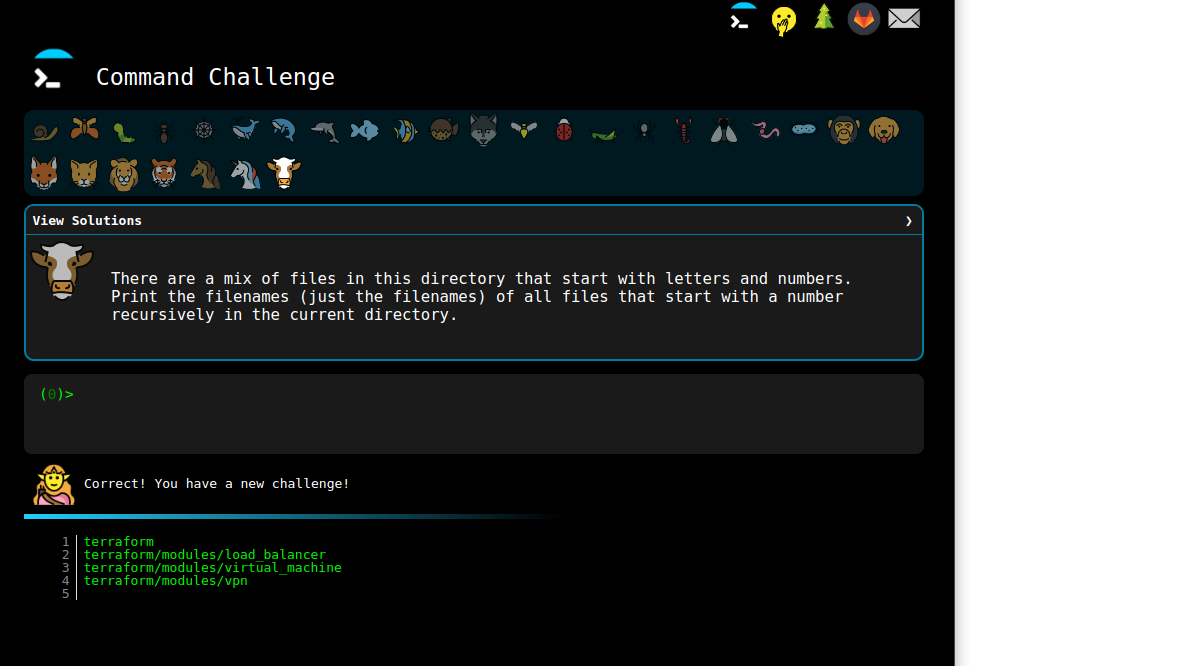 Command Challenge
View Solutions ❯
There are a mix of files in this directory that start with letters and numbers.
Print the filenames (just the filenames) of all files that start with a number
recursively in the current directory.
(0)>
Correct! You have a new challenge!
1 terraform
2 terraform/modules/load_balancer
3 terraform/modules/virtual_machine
4 terraform/modules/vpn
5